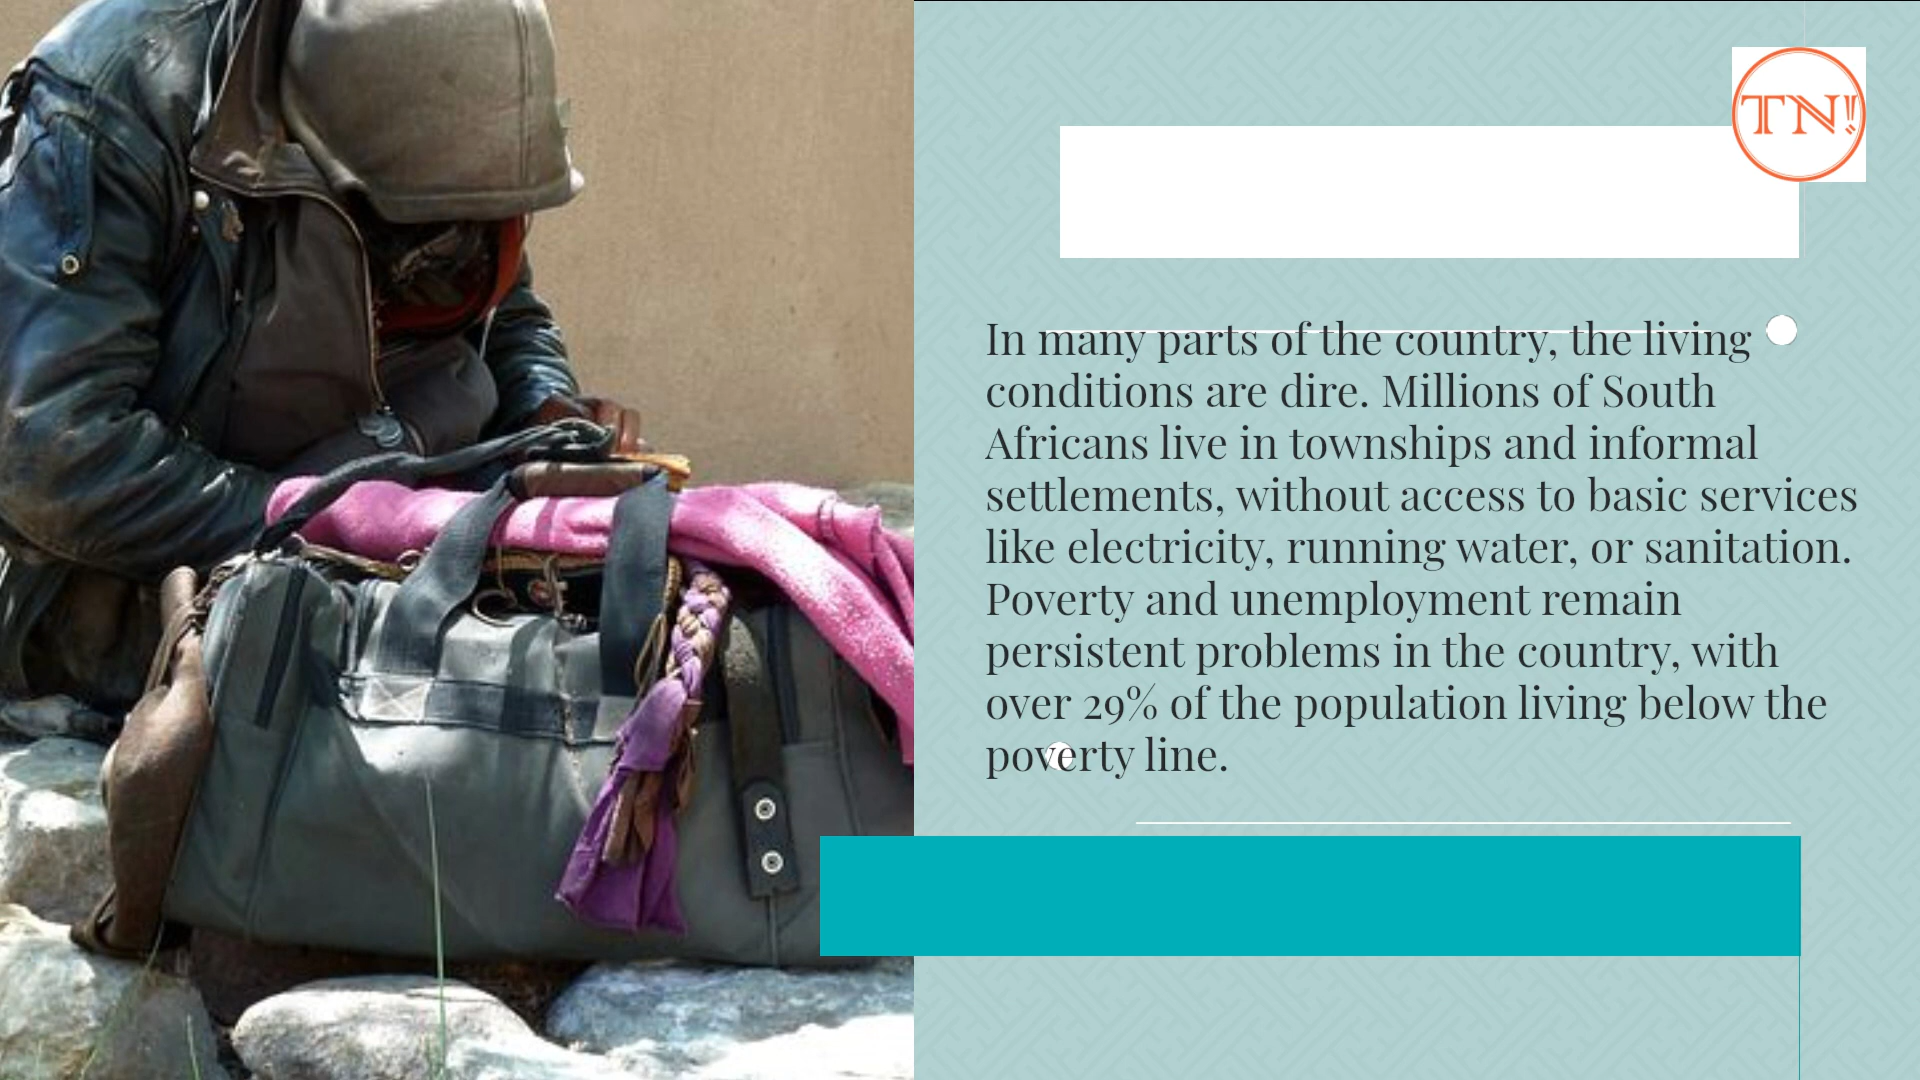 TN!
In many parts of the country, the living
conditions are dire. Millions of South
Africans live in townships and informal
settlements, without access to basic services
like electricity, running water, or sanitation.
Poverty and unemployment remain
persistent problems in the country, with
over 29% of the population living below the
poverty line.